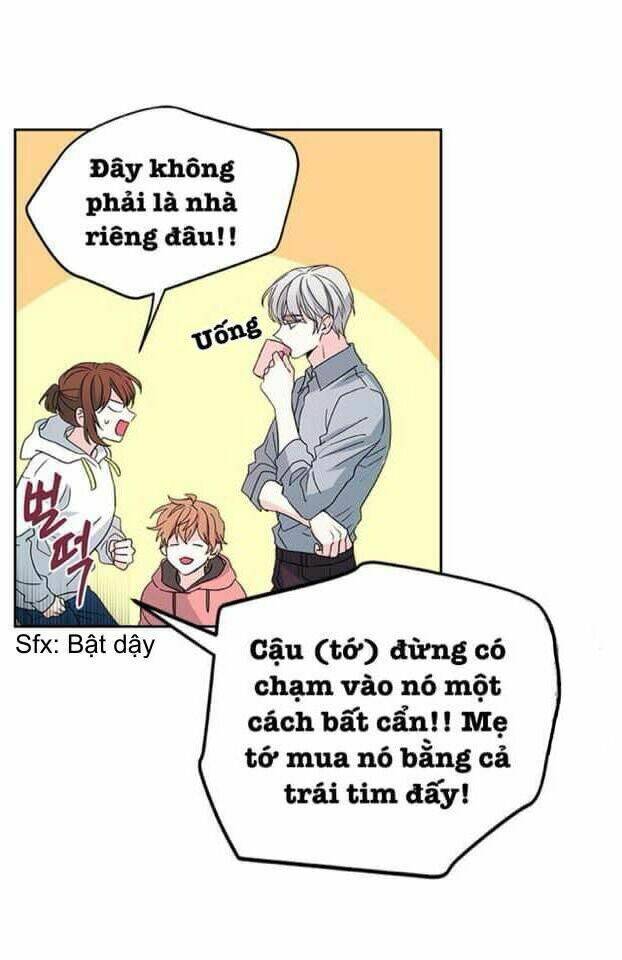 Đây không
phải là nhà
riêng đâu!!
Uống
벌떡
Sfx: Bật dậy
Cậu (tớ) đừng có
chạm vào nó một
cách bất cẩn!! Mẹ
tớ mua nó bằng cả
trái tim đấy!